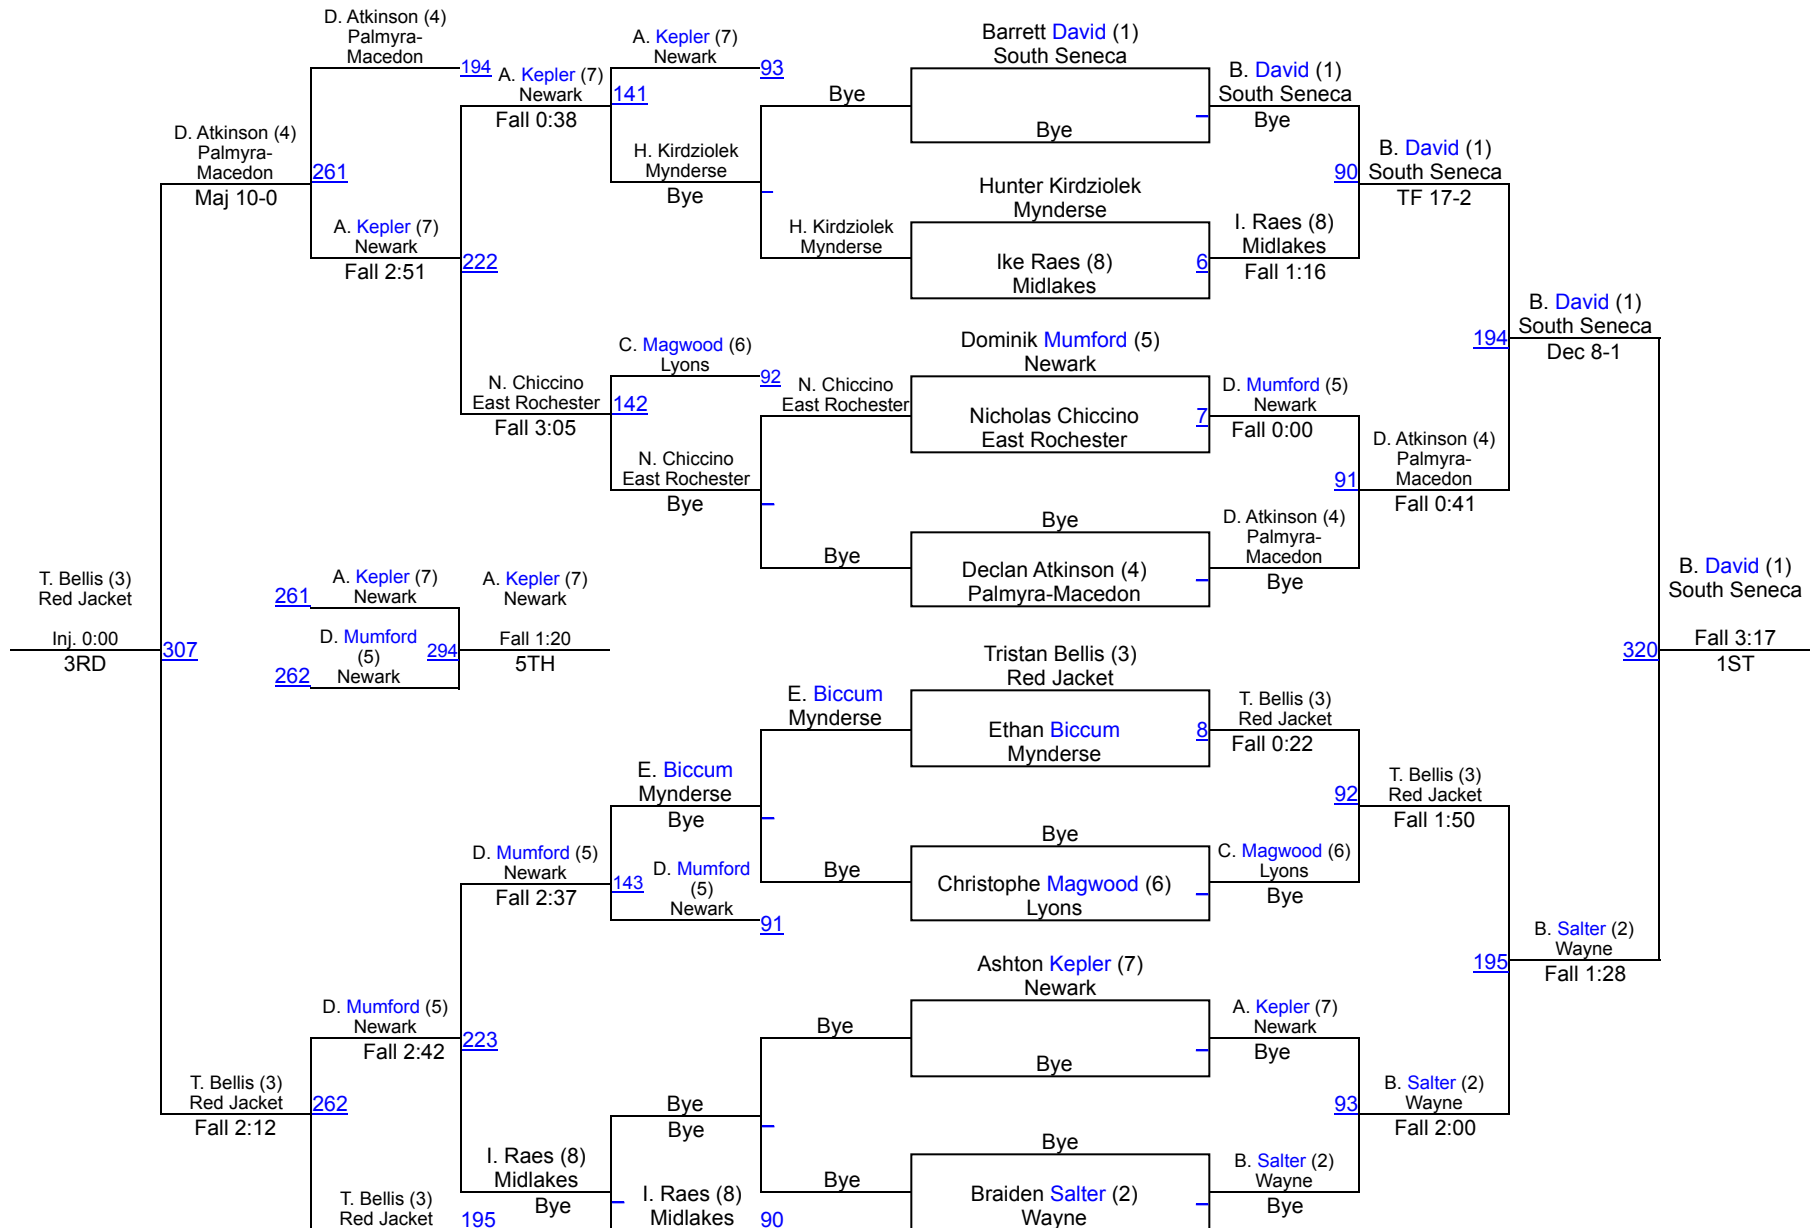 D. Atkinson (4)
Palmyra-
Macedon
194
A. Kepler (7)
Newark
Fall 0:38
141
A. Kepler (7)
Newark
93
H. Kirdziolek
Mynderse
Bye
D. Atkinson (4)
Palmyra-
Macedon
Maj 10-0
261
A. Kepler (7)
Newark
Fall 2:51
222
Bye
H. Kirdziolek
Mynderse
Barrett David (1)
South Seneca
Bye
B. David (1)
South Seneca
Bye
Hunter Kirdziolek
Mynderse
Ike Raes (8)
Midlakes
6
I. Raes (8)
Midlakes
Fall 1:16
90
B. David (1)
South Seneca
TF 17-2
N. Chiccino
East Rochester
Fall 3:05
142
C. Magwood (6)
Lyons
92
N. Chiccino
East Rochester
Bye
N. Chiccino
East Rochester
Bye
Dominik Mumford (5)
Newark
Nicholas Chiccino
East Rochester
7
D. Mumford (5)
Newark
Fall 0:00
Bye
Declan Atkinson (4)
Palmyra-Macedon
D. Atkinson (4)
Palmyra-
Macedon
Bye
91
D. Atkinson (4)
Palmyra-
Macedon
Fall 0:41
194
B. David (1)
South Seneca
Dec 8-1
T. Bellis (3)
Red Jacket
Inj. 0:00
3RD
307
261
A. Kepler (7)
Newark
D. Mumford
(5)
Newark
262
294
A. Kepler (7)
Newark
Fall 1:20
5TH
320
B. David (1)
South Seneca
Fall 3:17
1ST
E. Biccum
Mynderse
Tristan Bellis (3)
Red Jacket
Ethan Biccum
Mynderse
8
T. Bellis (3)
Red Jacket
Fall 0:22
E. Biccum
Mynderse
Bye
Bye
Bye
Christophe Magwood (6)
Lyons
C. Magwood (6)
Lyons
Bye
92
T. Bellis (3)
Red Jacket
Fall 1:50
D. Mumford (5)
Newark
Fall 2:37
143
D. Mumford
(5)
Newark
91
B. Salter (2)
Wayne
Fall 1:28
195
D. Mumford (5)
Newark
Fall 2:42
223
Bye
Ashton Kepler (7)
Newark
Bye
A. Kepler (7)
Newark
Bye
T. Bellis (3)
Red Jacket
Fall 2:12
262
Bye
Bye
93
B. Salter (2)
Wayne
Fall 2:00
I. Raes (8)
Midlakes
Bye
Bye
Bye
Braiden Salter (2)
Wayne
B. Salter (2)
Wayne
Bye
T. Bellis (3)
Red Jacket
195
I. Raes (8)
Midlakes
90